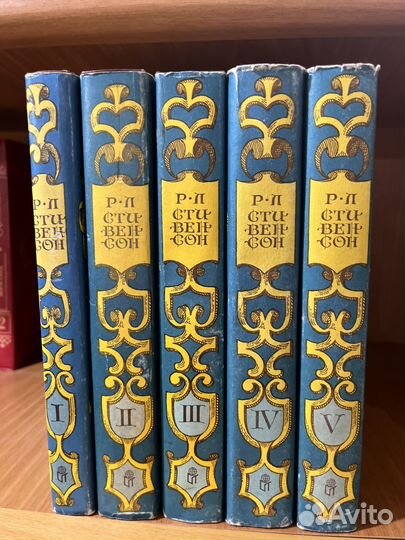 Р·Л
СТИ·
ВЕН·
СОН
I
Р·Л
СТИ·
ВЕН·
СОН
II
Р·Л
СТИ·
ВЕН·
СОН
III
Р·Л
СТИ·
ВЕН·
СОН
IV
Р·Л
СТИ·
ВЕН·
СОН
V
2
Avito